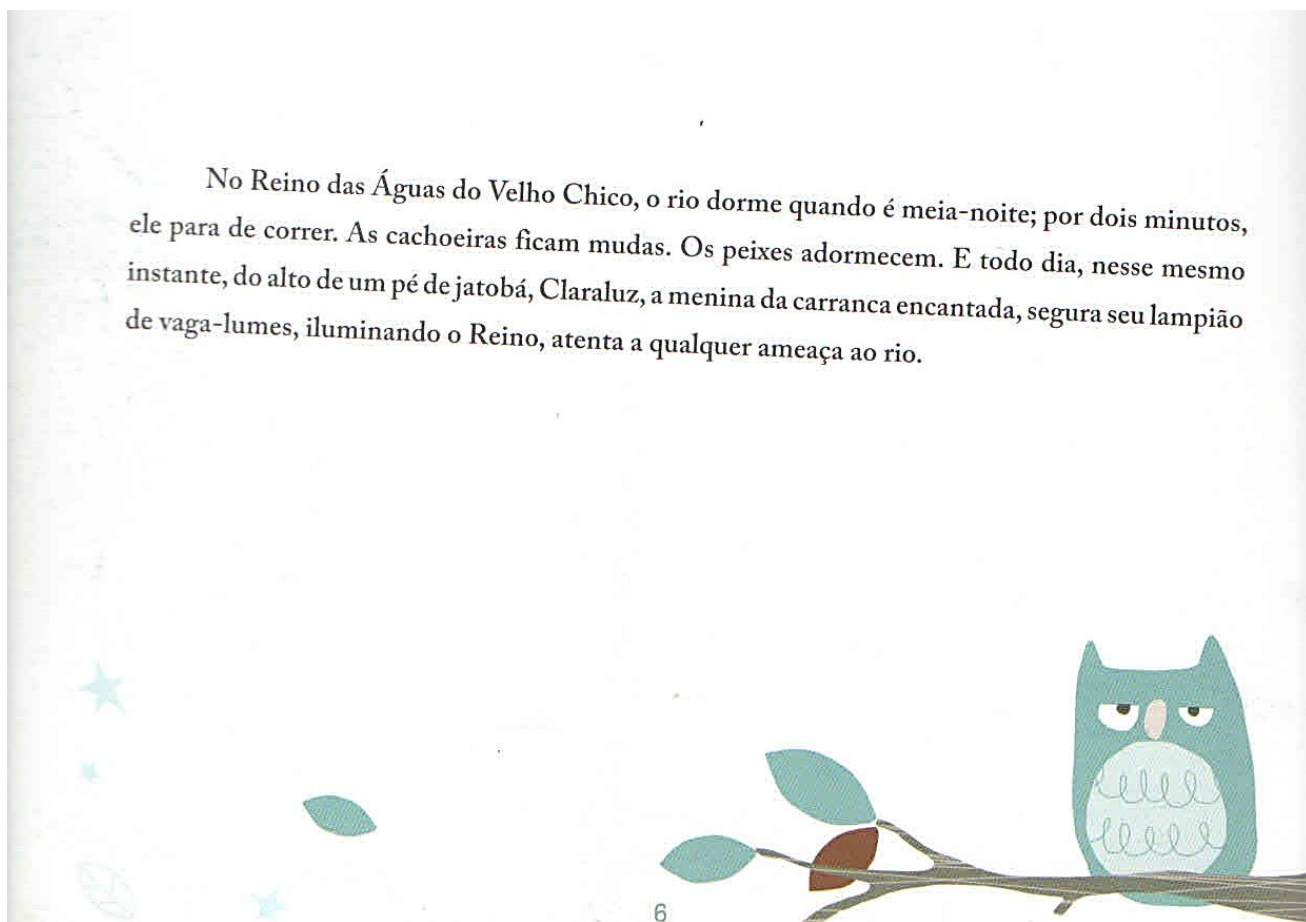 No Reino das Águas do Velho Chico, o rio dorme quando é meia-noite; por dois minutos,
ele para de correr. As cachoeiras ficam mudas. Os peixes adormecem. E todo dia, nesse mesmo
instante, do alto de um pé de jatobá, Claraluz, a menina da carranca encantada, segura seu lampião
de vaga-lumes, iluminando o Reino, atenta a qualquer ameaça ao rio.
6